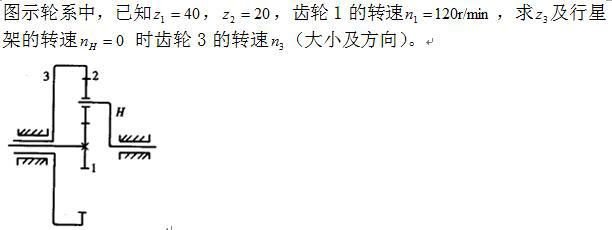 图示轮系中，已知z₁ = 40，z₂ = 20，齿轮 1 的转速n₁ = 120r/min ，求z₃及行星
架的转速n_H = 0 时齿轮 3 的转速n₃（大小及方向）。
3 2
H
1